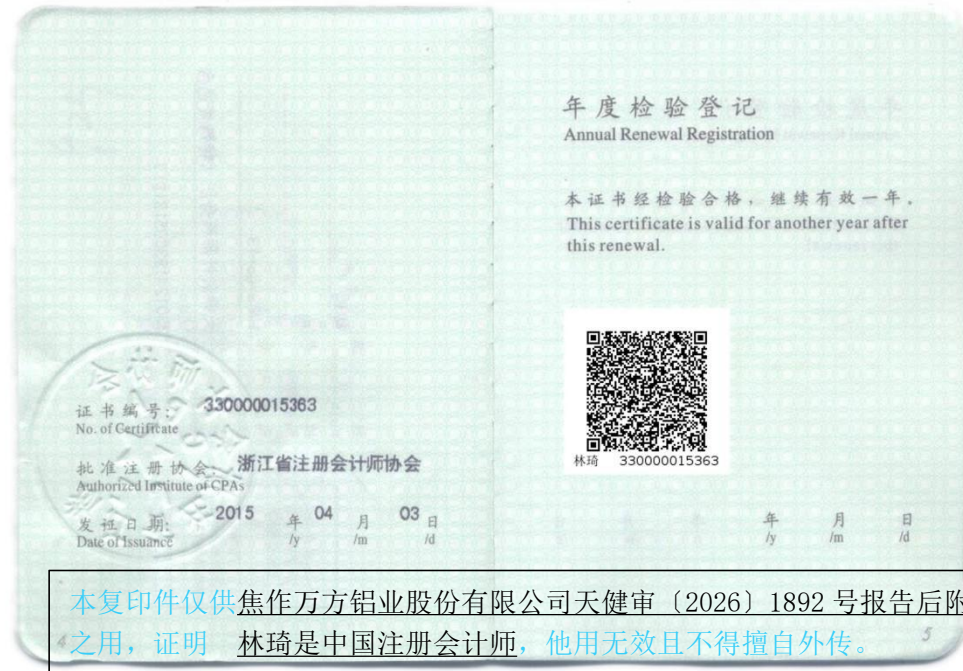 证书编号: 330000015363
No. of Certificate
批准注册协会: 浙江省注册会计师协会
Authorized Institute of CPAs
发证日期: 2015 年 04 月 03 日
Date of Issuance /y /m /d
4
年度检验登记
Annual Renewal Registration
本证书经检验合格，继续有效一年。
This certificate is valid for another year after
this renewal.
林琦 330000015363
年 月 日
/y /m /d
本复印件仅供焦作万方铝业股份有限公司天健审〔2026〕1892 号报告后附
之用，证明 林琦是中国注册会计师，他用无效且不得擅自外传。
5